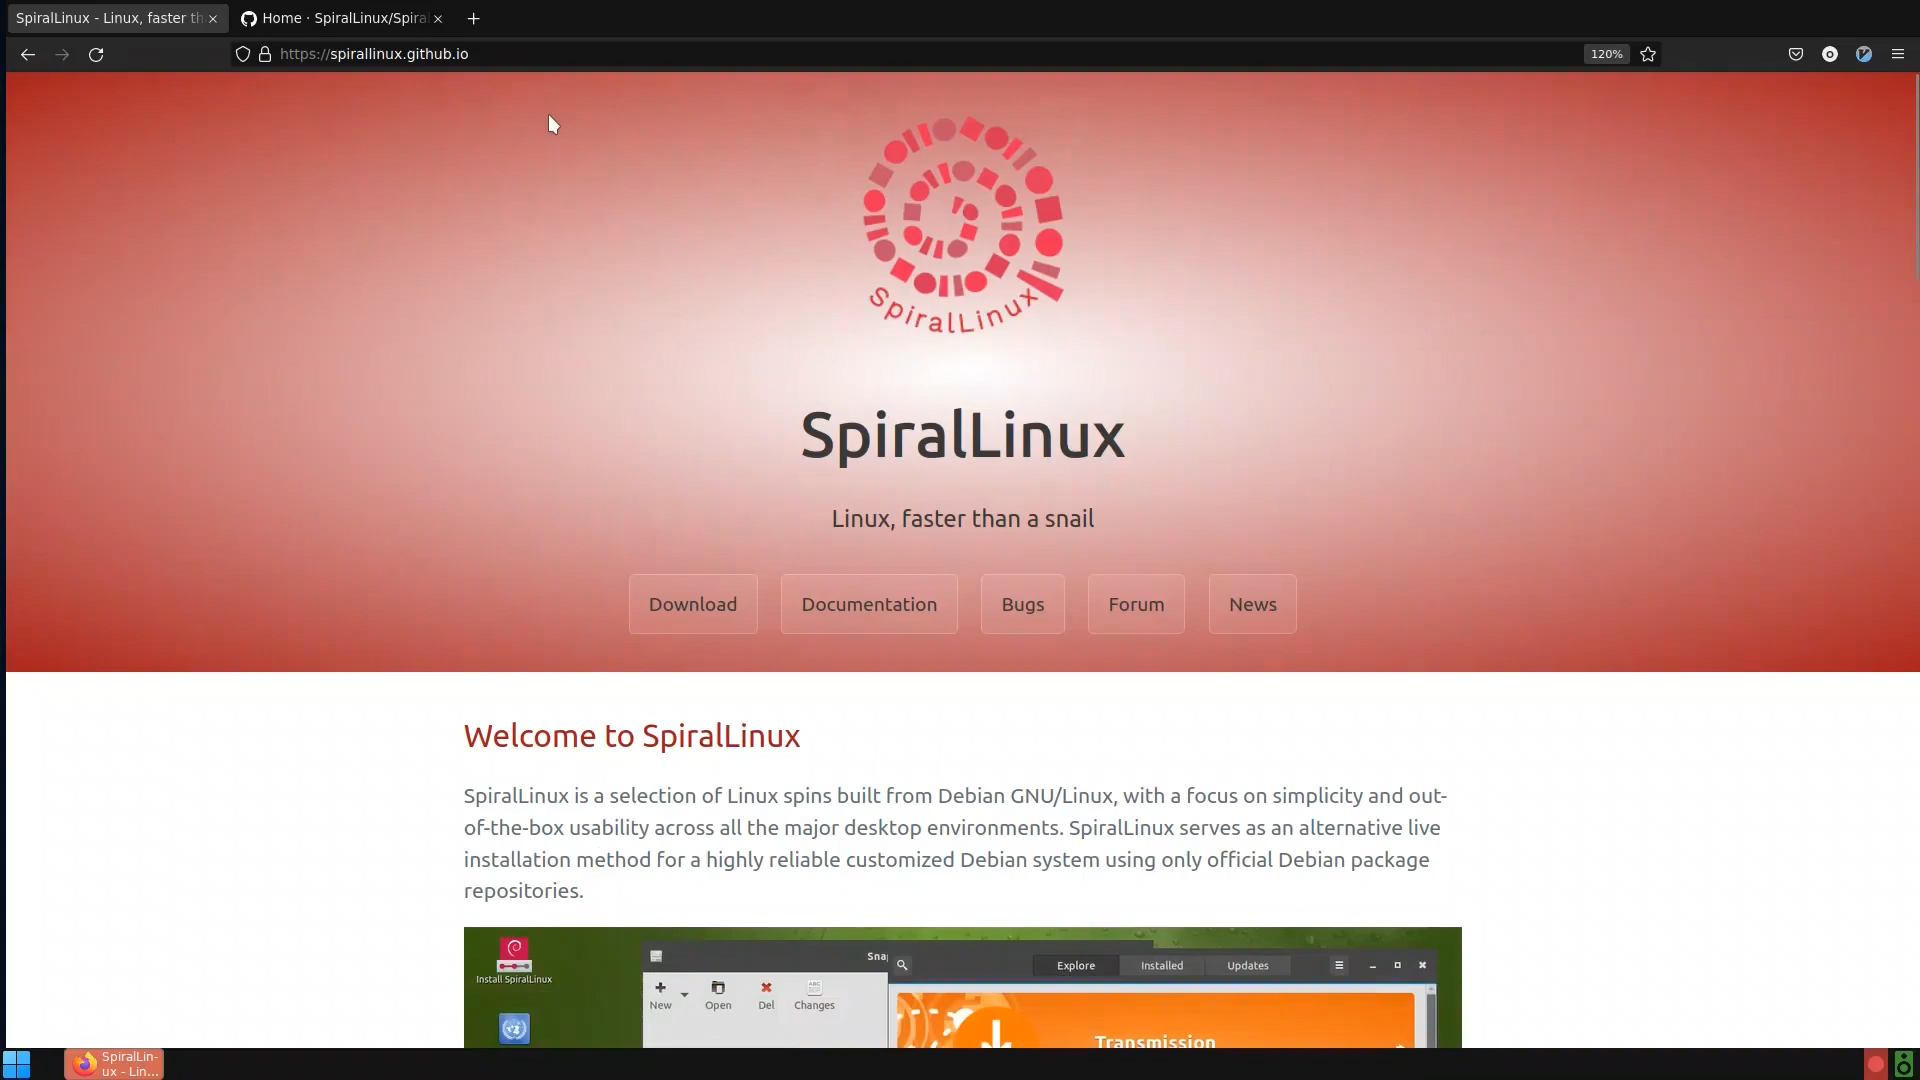 SpiralLinux - Linux, faster th
Home · SpiralLinux/Spiral
https://spirallinux.github.io
120%
SpiralLinux
SpiralLinux
Linux, faster than a snail
Download
Documentation
Bugs
Forum
News
Welcome to SpiralLinux
SpiralLinux is a selection of Linux spins built from Debian GNU/Linux, with a focus on simplicity and out-
of-the-box usability across all the major desktop environments. SpiralLinux serves as an alternative live
installation method for a highly reliable customized Debian system using only official Debian package
repositories.
Install SpiralLinux
Sna
Explore
Installed
Updates
New
Open
Del
ABC
Changes
Transmission
SpiralLin-
ux - Lin...